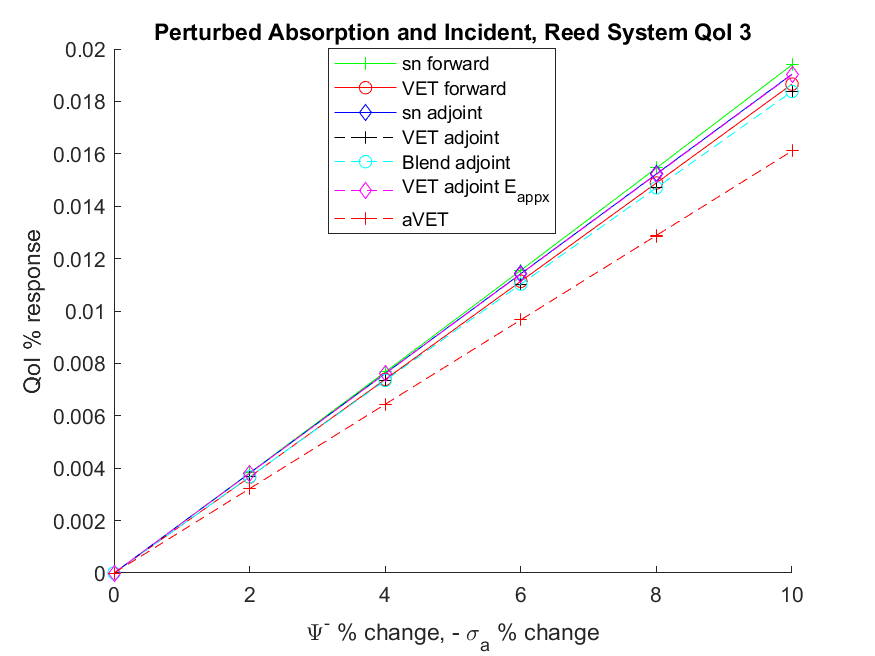 Perturbed Absorption and Incident, Reed System QoI 3
0.02
0.018
0.016
0.014
0.012
0.01
0.008
0.006
0.004
0.002
0
QoI % response
sn forward
VET forward
sn adjoint
VET adjoint
Blend adjoint
VET adjoint E_appx
aVET
0 2 4 6 8 10
Ψ⁻ % change, - σ_a % change